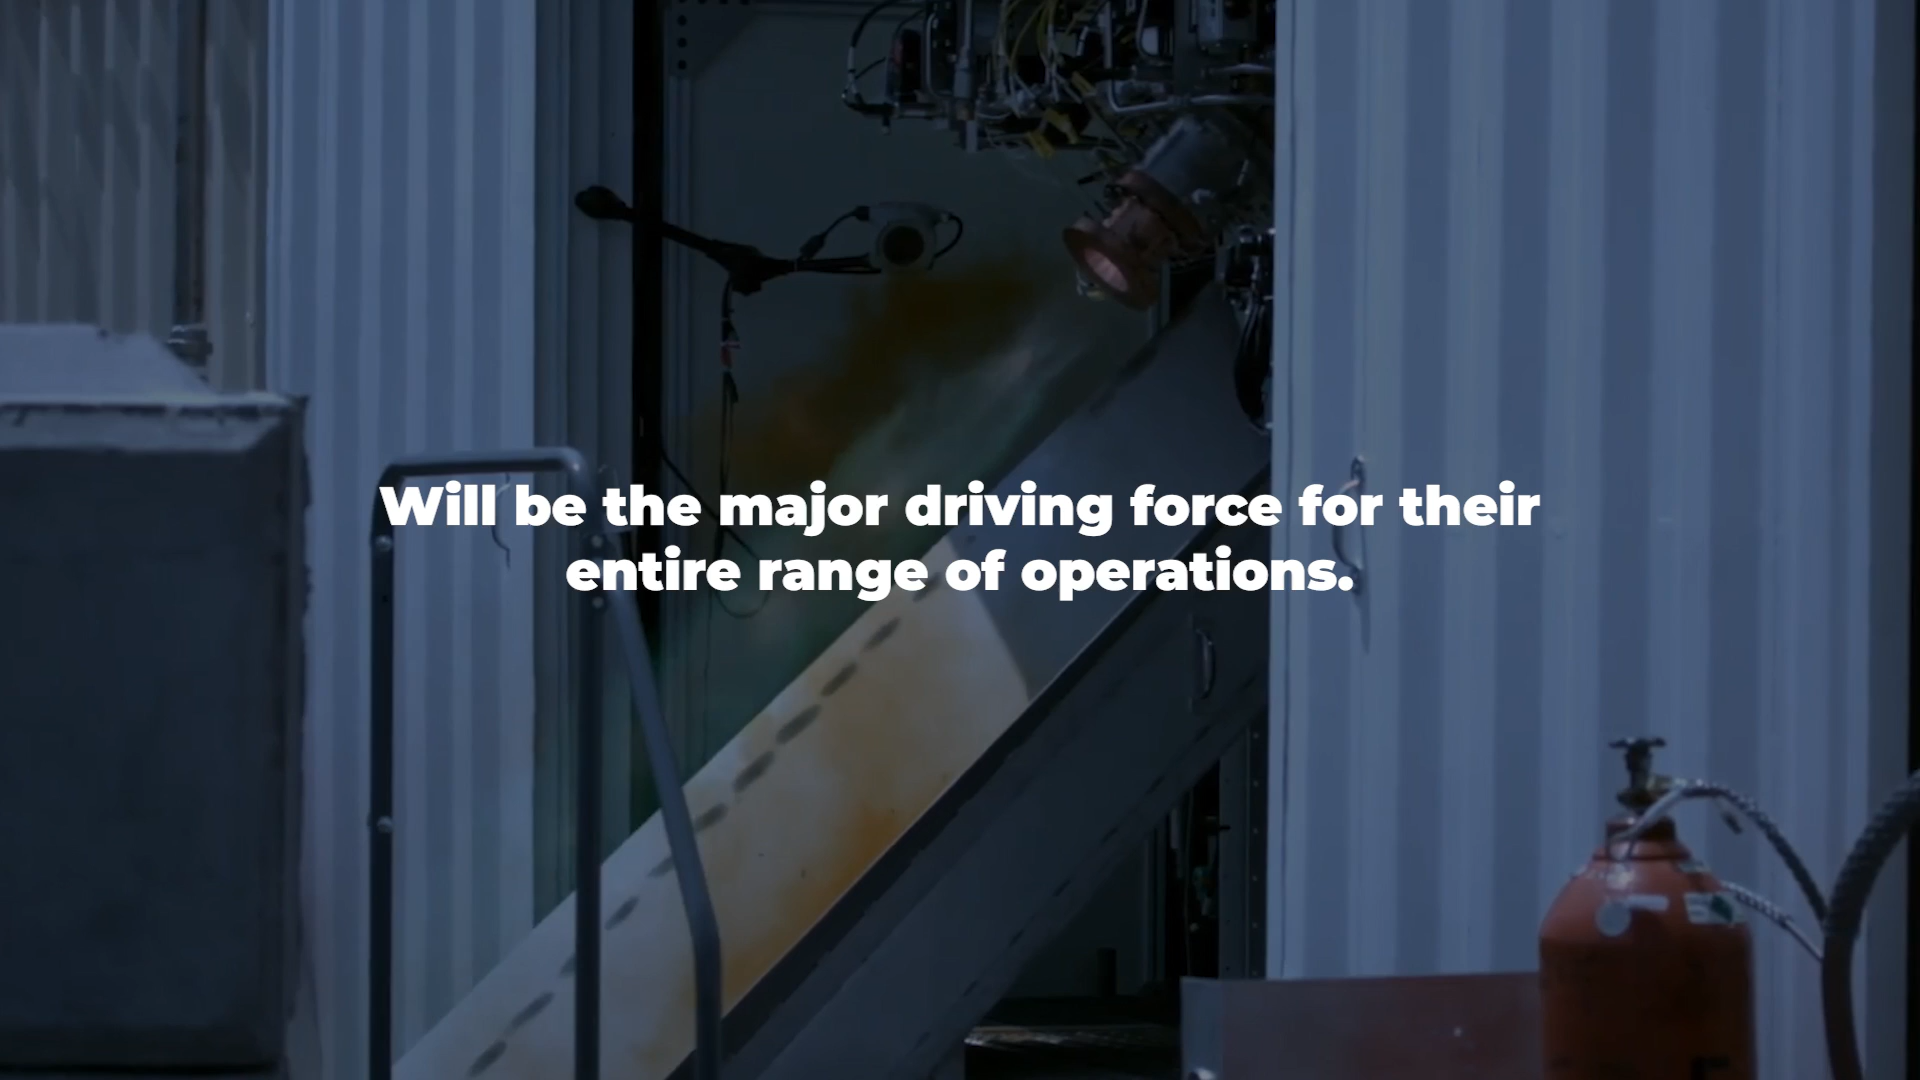 Will be the major driving force for their
entire range of operations.